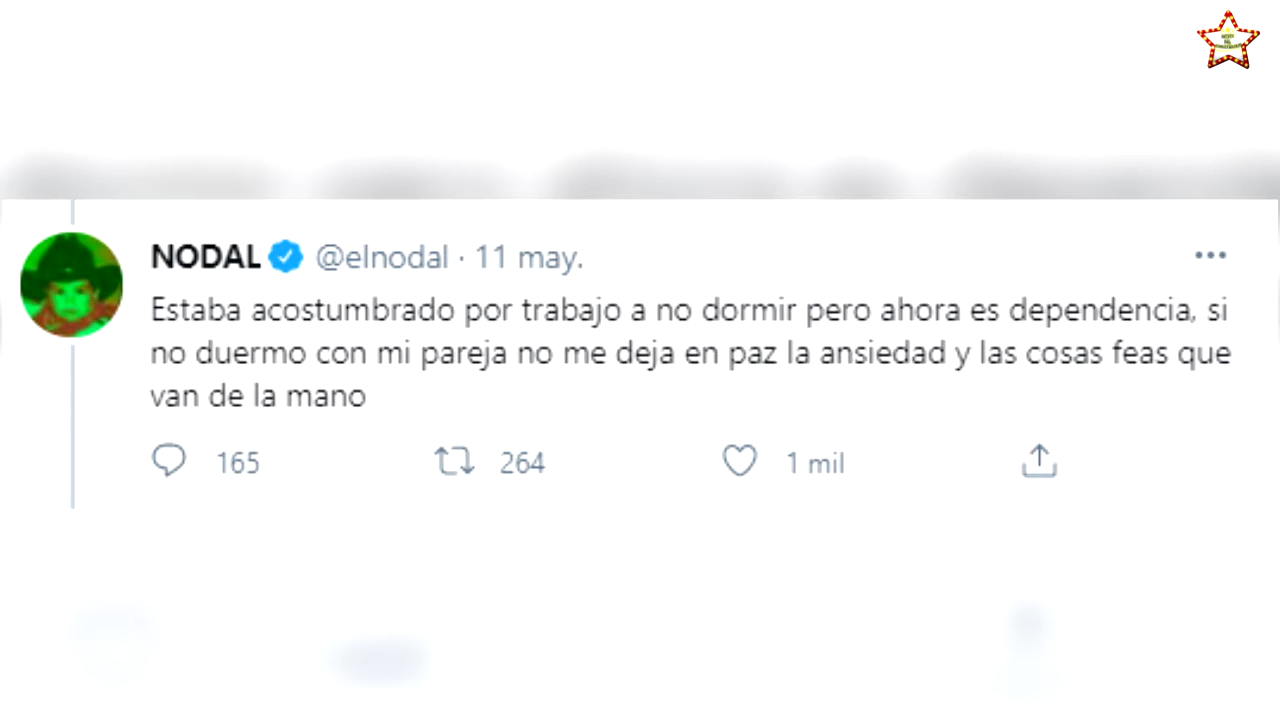 NODAL @elnodal · 11 may.
Estaba acostumbrado por trabajo a no dormir pero ahora es dependencia, si
no duermo con mi pareja no me deja en paz la ansiedad y las cosas feas que
van de la mano
165 264 1 mil